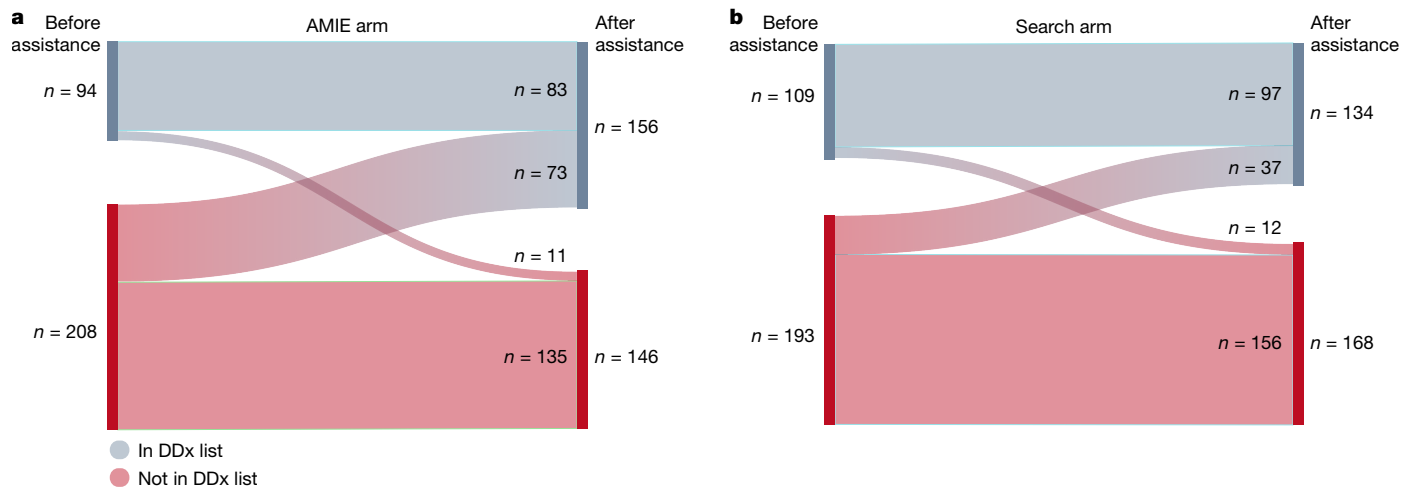 a
Before
assistance
AMIE arm
After
assistance
n = 94
n = 83
n = 156
n = 73
n = 11
n = 208
n = 135
n = 146
In DDx list
Not in DDx list
b
Before
assistance
Search arm
After
assistance
n = 109
n = 97
n = 134
n = 37
n = 12
n = 193
n = 156
n = 168